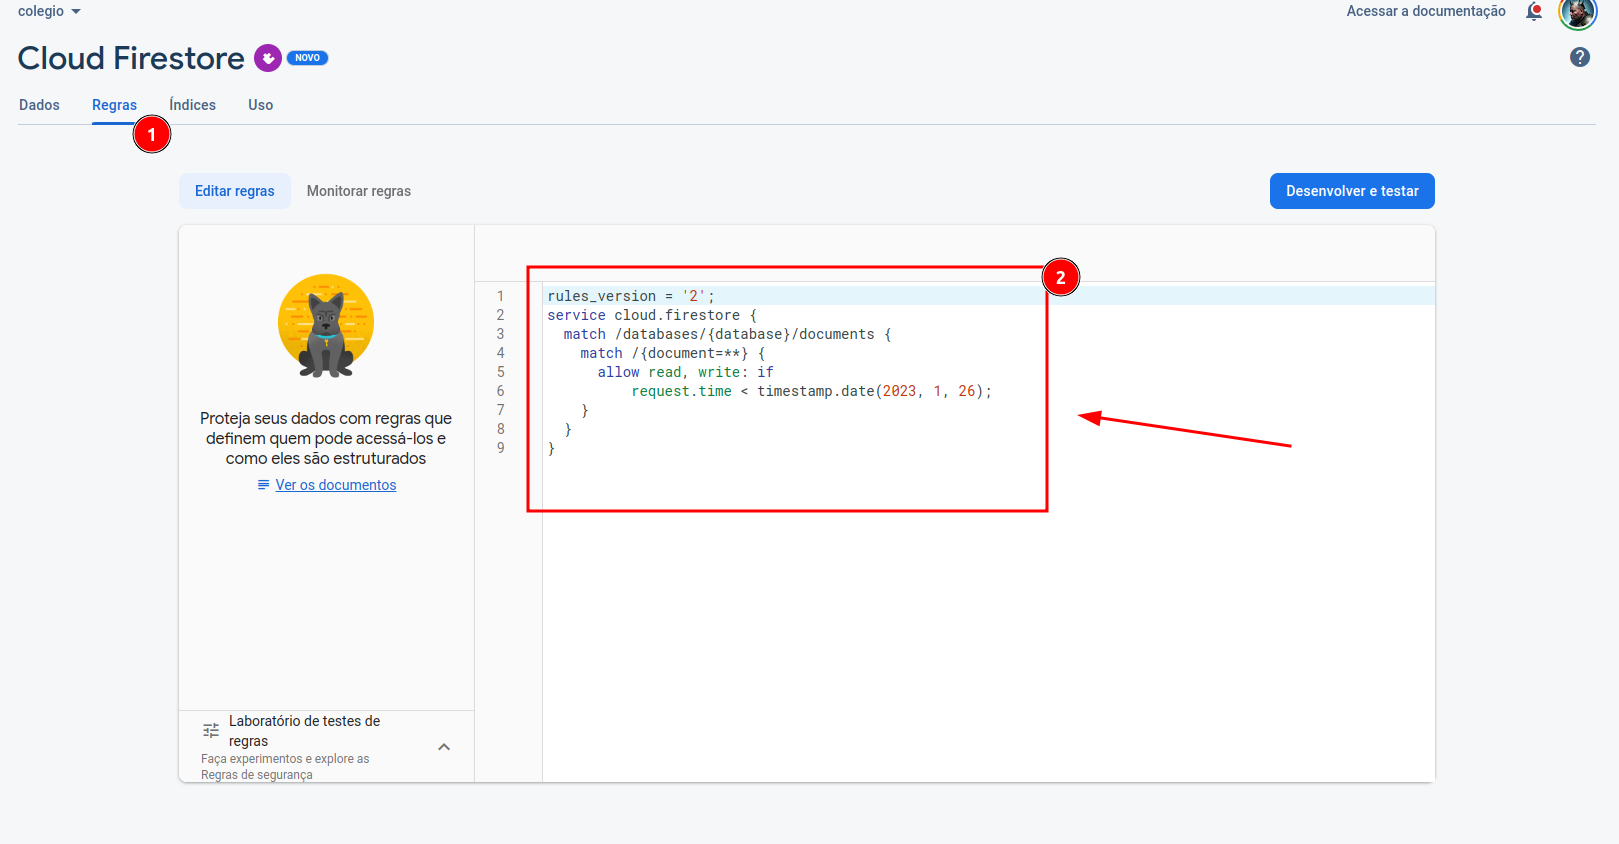 colegio
Acessar a documentação
Cloud Firestore
NOVO
?
Dados
Regras
Índices
Uso
1
Editar regras
Monitorar regras
Desenvolver e testar
2
Proteja seus dados com regras que
definem quem pode acessá-los e
como eles são estruturados
Ver os documentos
1 rules_version = '2';
2 service cloud.firestore {
3   match /databases/{database}/documents {
4     match /{document=**} {
5       allow read, write: if
6           request.time < timestamp.date(2023, 1, 26);
7     }
8   }
9 }
Laboratório de testes de
regras
Faça experimentos e explore as
Regras de segurança